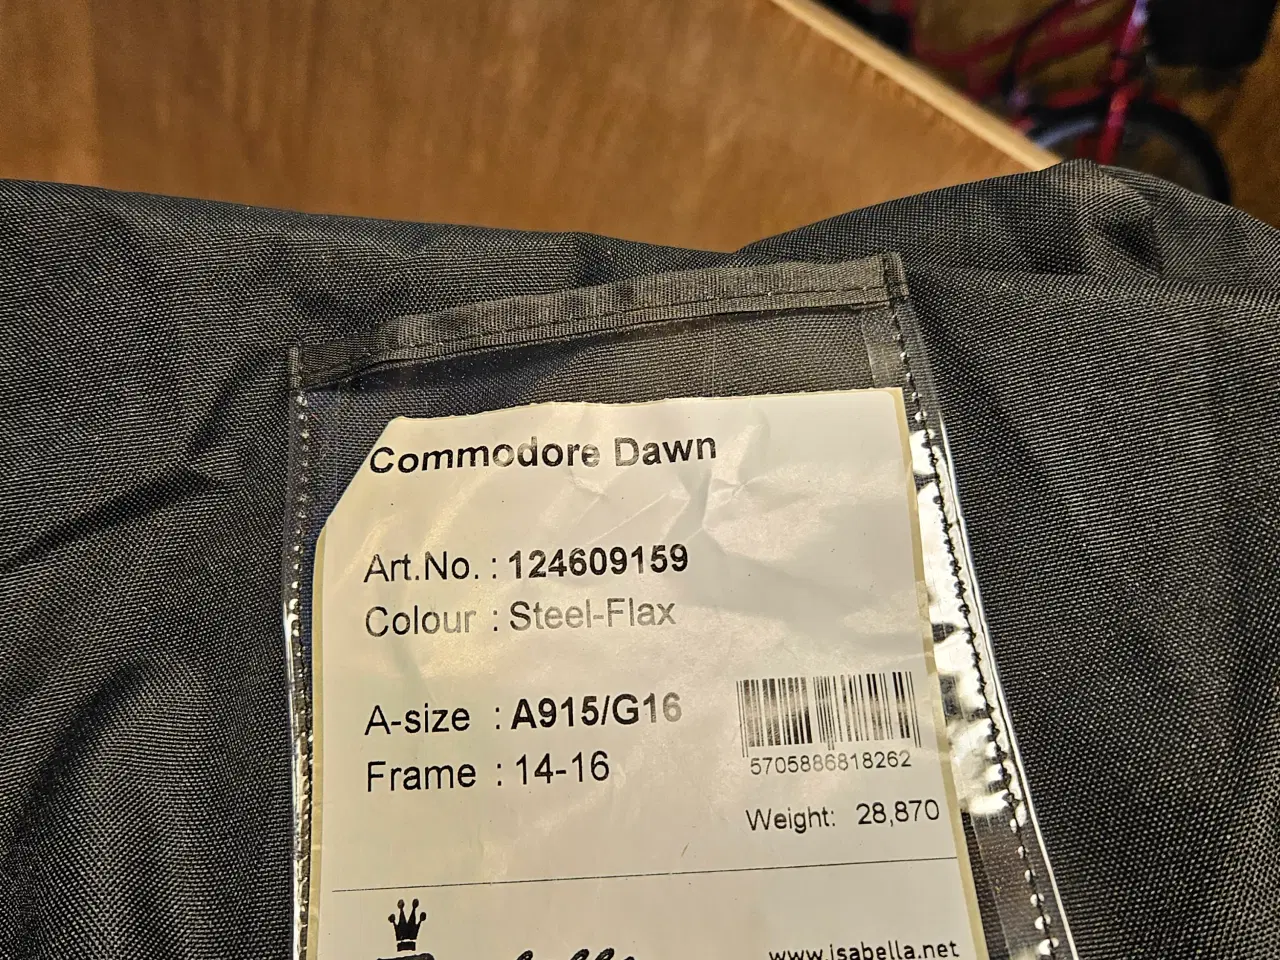 Commodore Dawn
Art.No. : 124609159
Colour : Steel-Flax
A-size : A915/G16
Frame : 14-16
5705886818262
Weight: 28,870
www.isabella.net